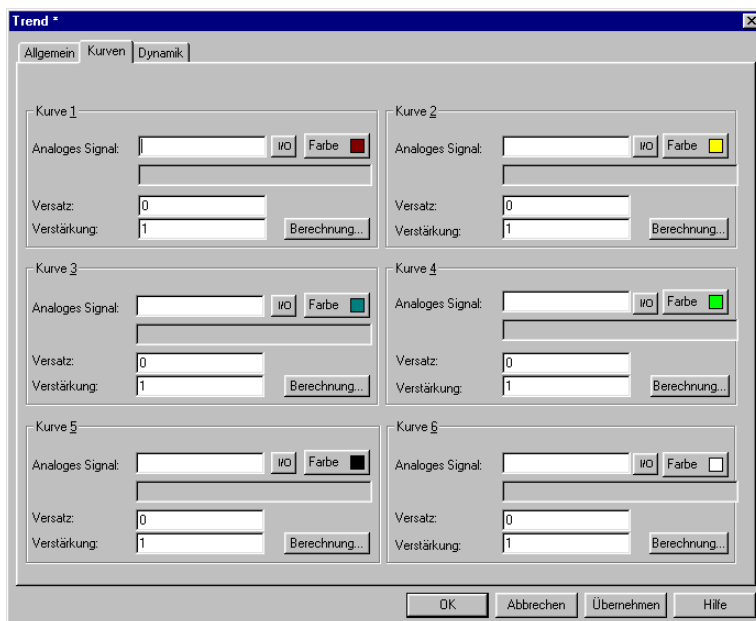 Trend *
Allgemein Kurven Dynamik
Kurve 1
Analoges Signal: I/O Farbe
Versatz: 0
Verstärkung: 1 Berechnung...
Kurve 2
Analoges Signal: I/O Farbe
Versatz: 0
Verstärkung: 1 Berechnung...
Kurve 3
Analoges Signal: I/O Farbe
Versatz: 0
Verstärkung: 1 Berechnung...
Kurve 4
Analoges Signal: I/O Farbe
Versatz: 0
Verstärkung: 1 Berechnung...
Kurve 5
Analoges Signal: I/O Farbe
Versatz: 0
Verstärkung: 1 Berechnung...
Kurve 6
Analoges Signal: I/O Farbe
Versatz: 0
Verstärkung: 1 Berechnung...
OK Abbrechen Übernehmen Hilfe